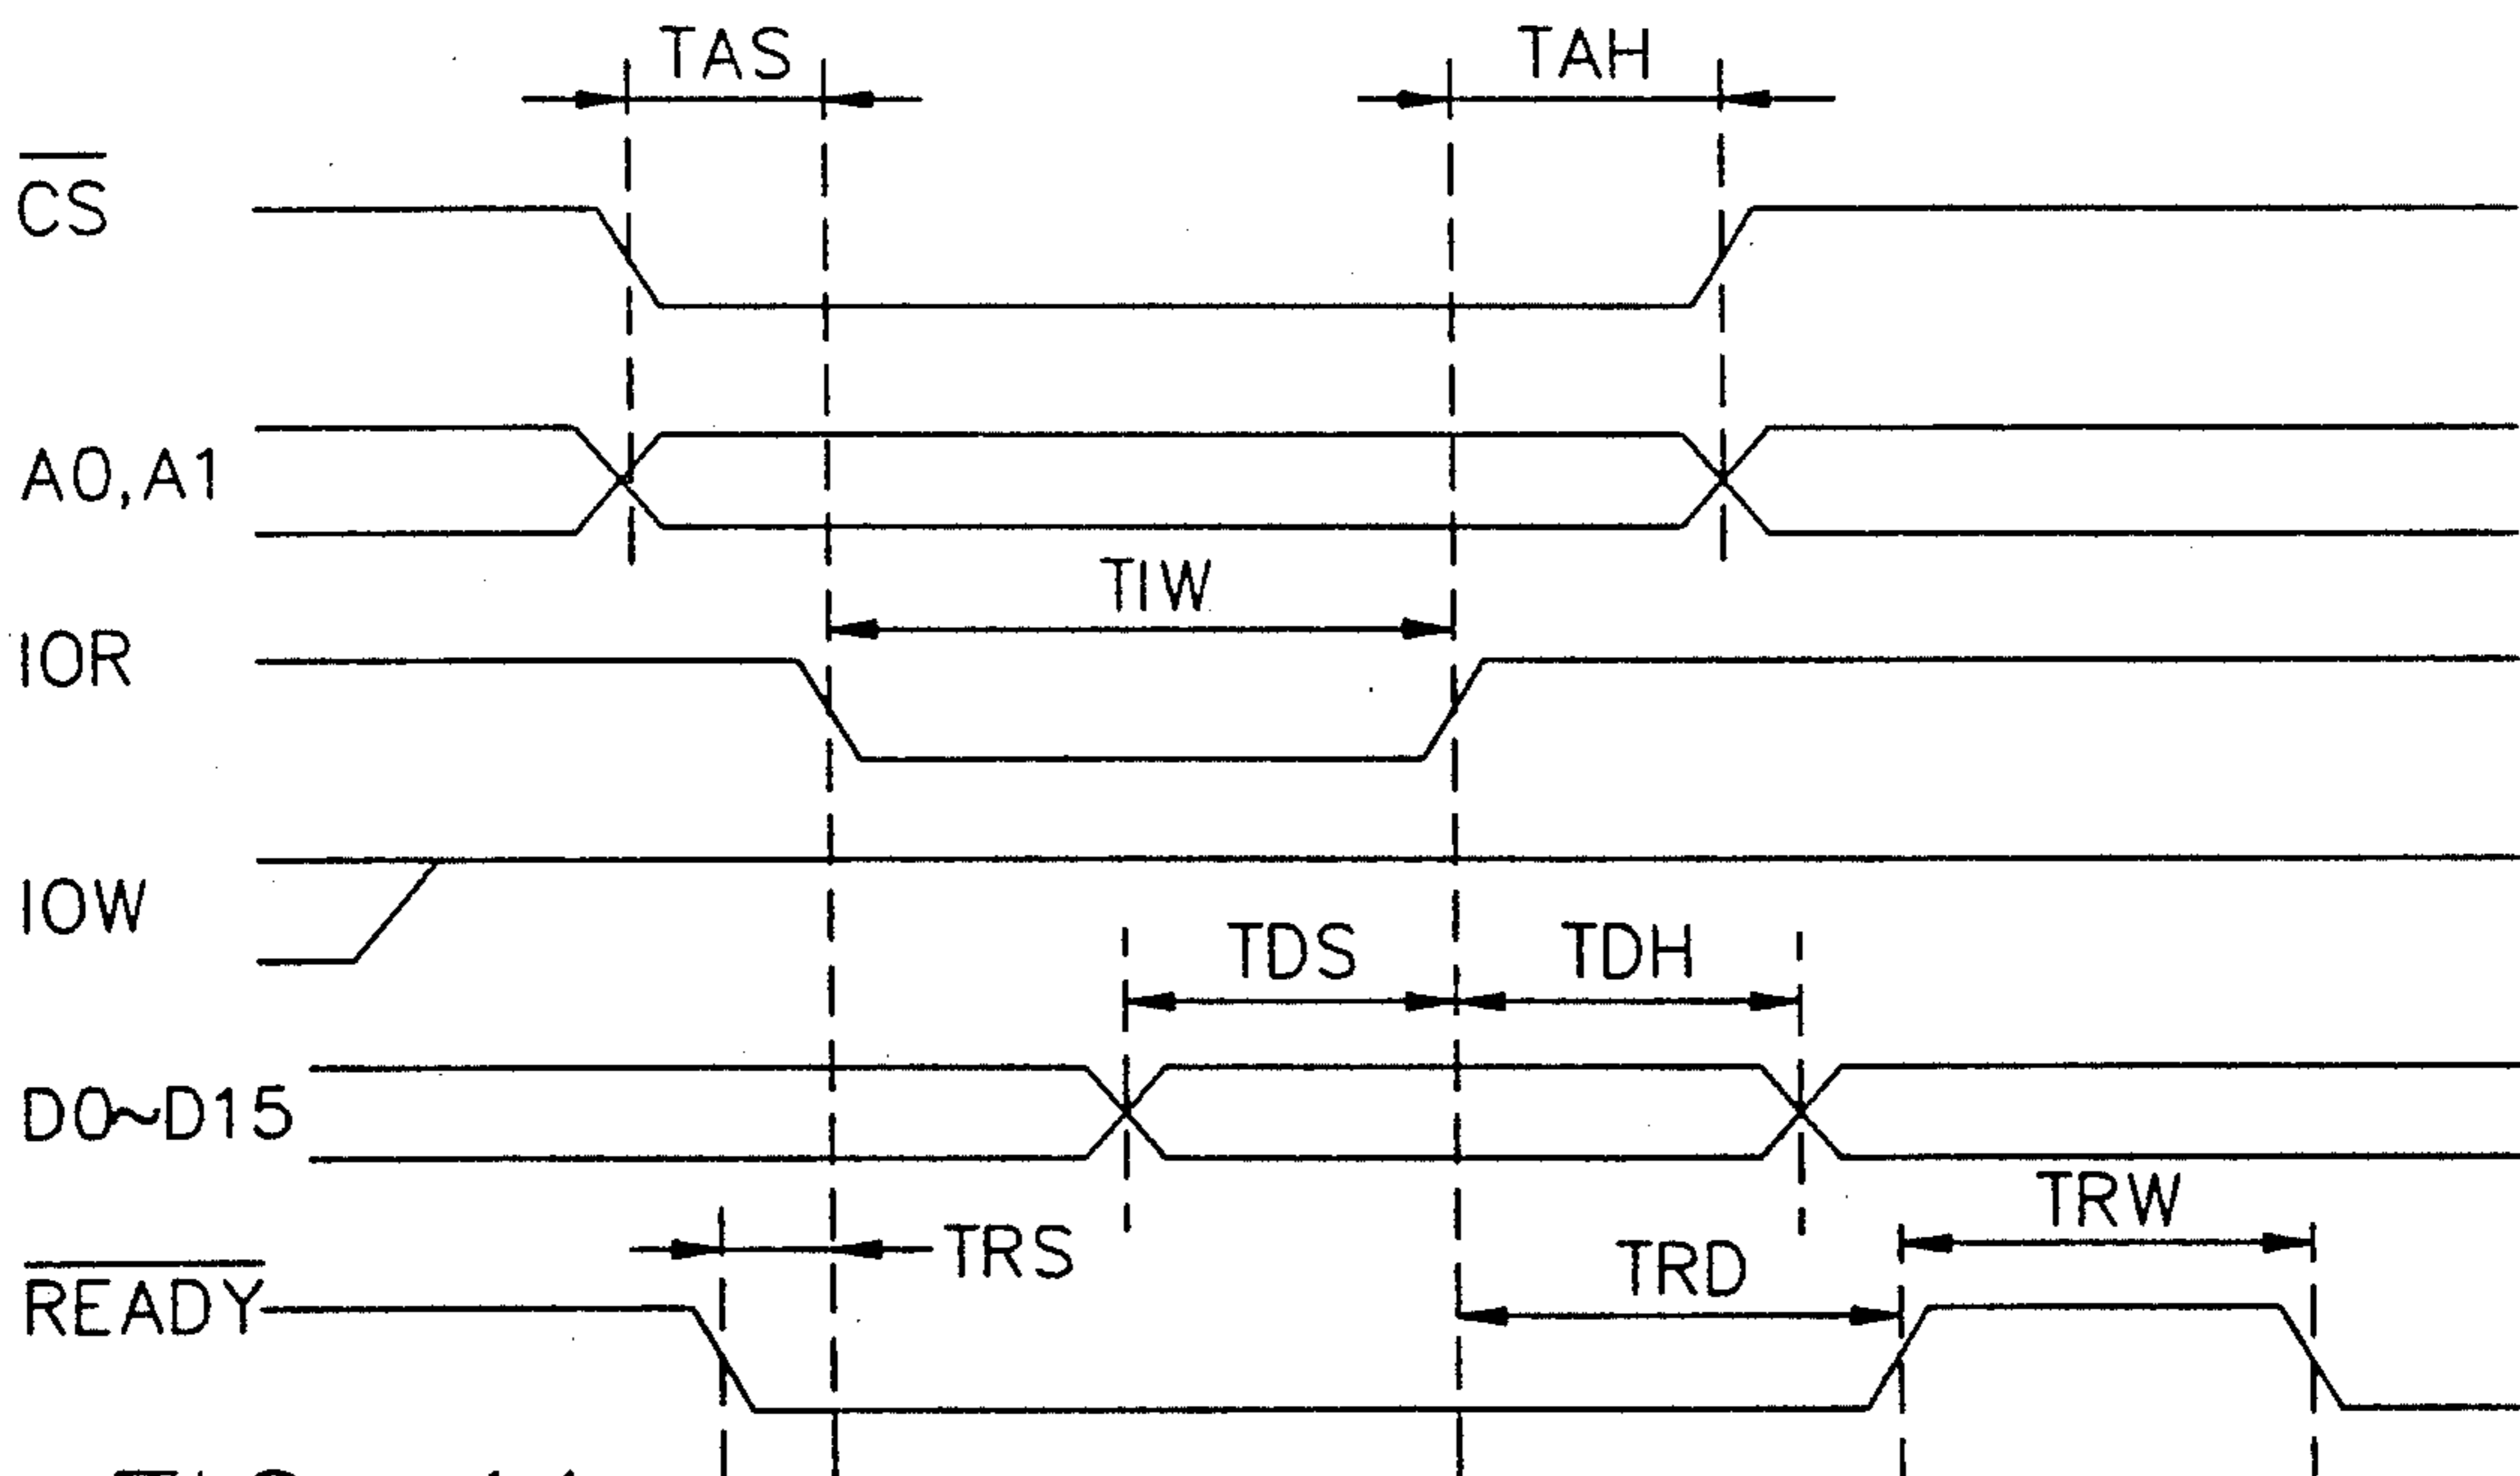 TAS TAH
CS
A0,A1
TIW
IOR
IOW
TDS TDH
D0~D15
TRW
TRS
TRD
READY